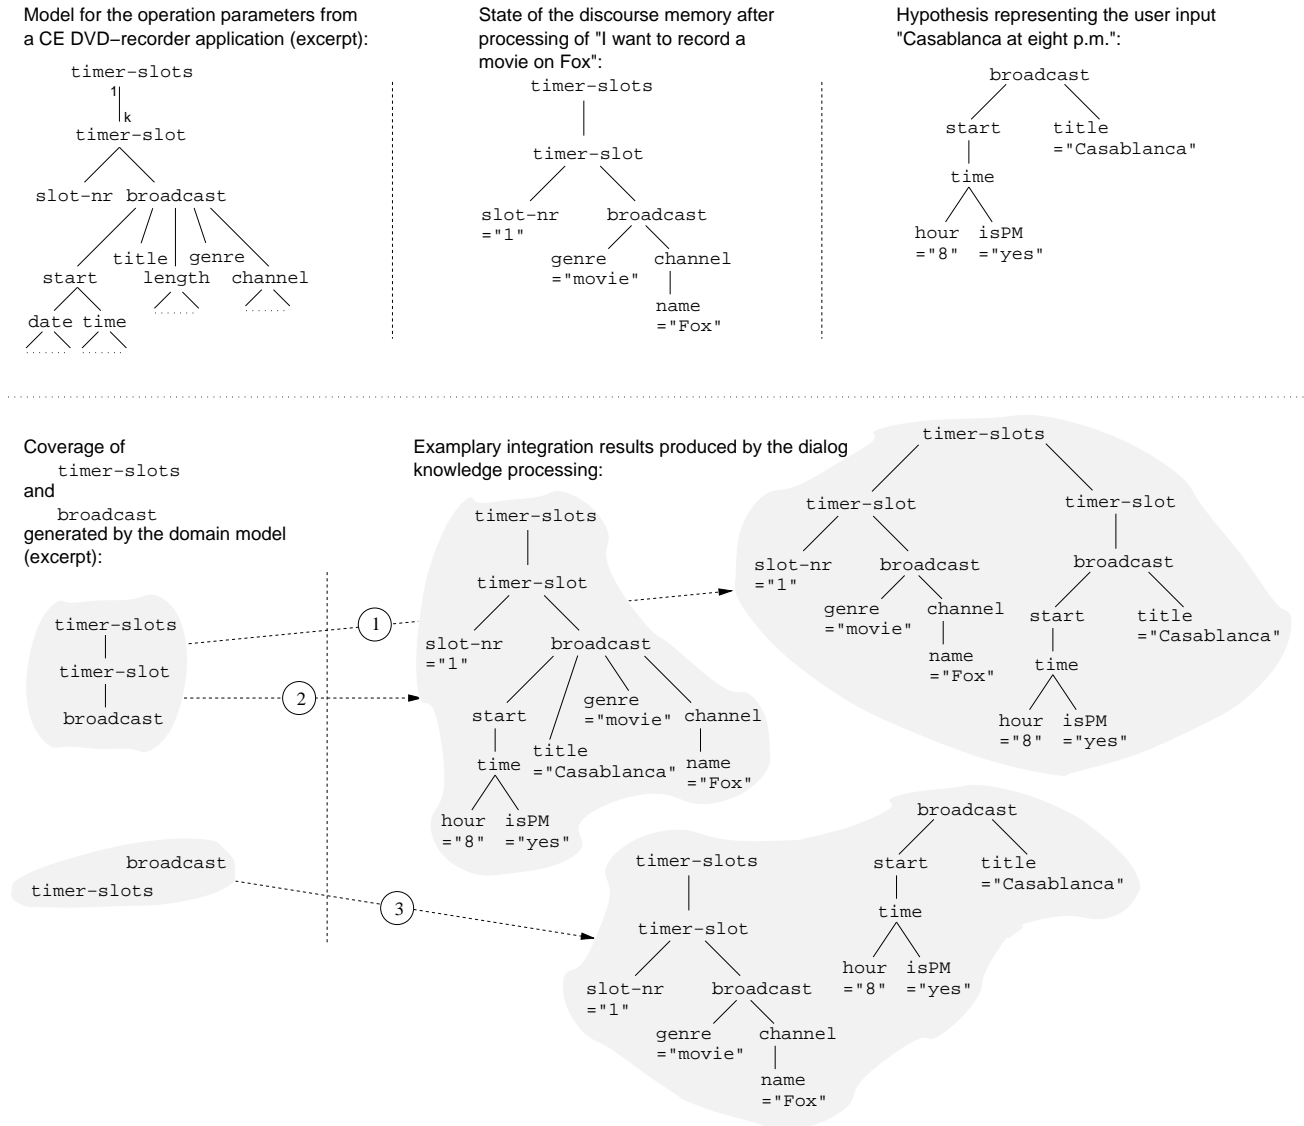 Model for the operation parameters from
a CE DVD–recorder application (excerpt):
timer–slots
1
k
timer–slot
slot–nr broadcast
title genre
start length channel
date time
State of the discourse memory after
processing of "I want to record a
movie on Fox":
timer–slots
timer–slot
slot–nr broadcast
="1"
genre channel
="movie"
name
="Fox"
Hypothesis representing the user input
"Casablanca at eight p.m.":
broadcast
start title
="Casablanca"
time
hour isPM
="8" ="yes"
Coverage of
timer–slots
and
broadcast
generated by the domain model
(excerpt):
timer–slots
timer–slot
broadcast
broadcast
timer–slots
Examplary integration results produced by the dialog
knowledge processing:
1
2
3
timer–slots
timer–slot
slot–nr broadcast
="1"
genre
start ="movie" channel
title
time ="Casablanca" name
="Fox"
hour isPM
="8" ="yes"
timer–slots
timer–slot timer–slot
slot–nr broadcast broadcast
="1"
genre channel start title
="movie" ="Casablanca"
name time
="Fox"
hour isPM
="8" ="yes"
timer–slots
timer–slot
slot–nr broadcast
="1"
genre channel
="movie"
name
="Fox"
broadcast
start title
="Casablanca"
time
hour isPM
="8" ="yes"